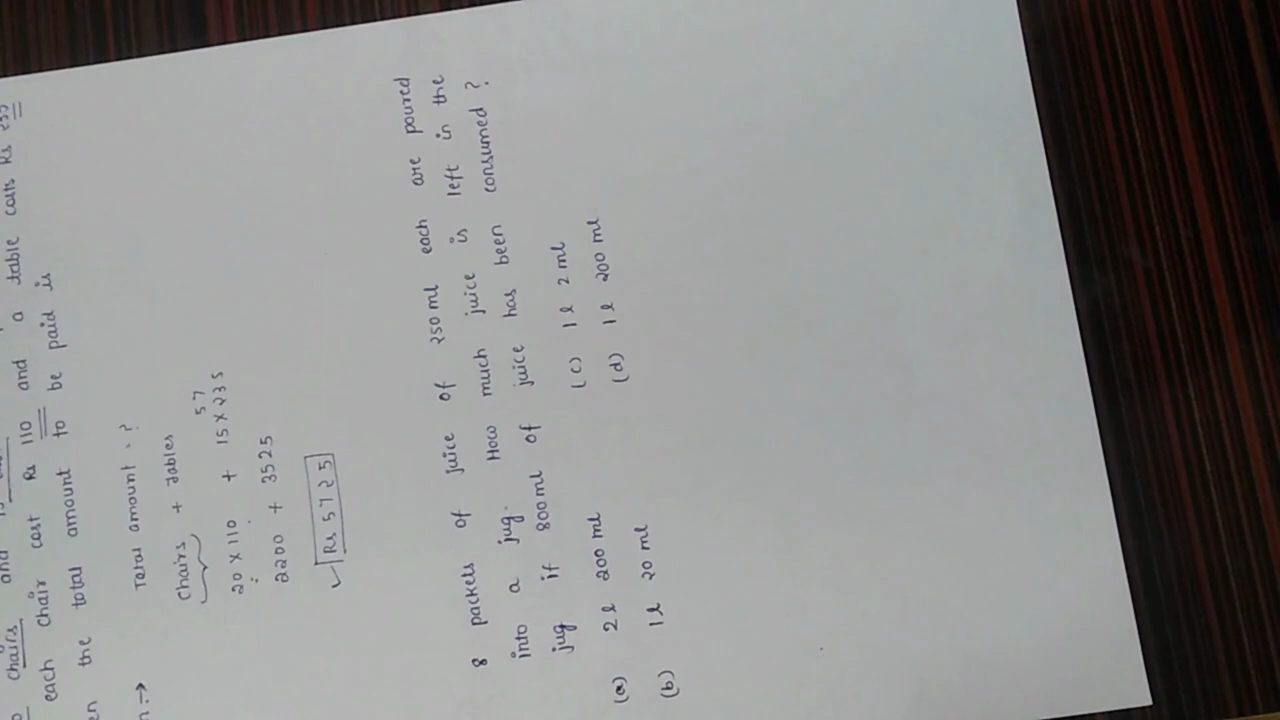 chairs and
each chair cost Rs 110 and a table costs Rs 235
the total amount to be paid is
Total amount = ?
Chairs + Tables
20 x 110 + 15 x 235
2200 + 3525
Rs 5725
8 packets of juice of 250 ml each are poured
into a jug. How much juice is left in the
jug if 800 ml of juice has been consumed ?
(a) 2 l 200 ml (c) 1 l 2 ml
(b) 1 l 20 ml (d) 1 l 200 ml